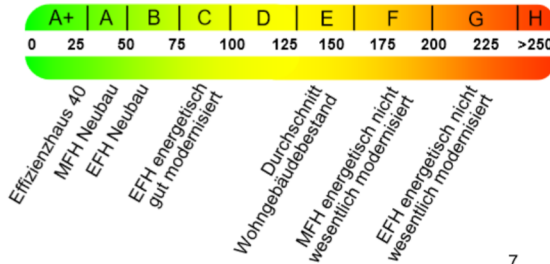 A+ A B C D E F G H
0 25 50 75 100 125 150 175 200 225 >250
Effizienzhaus 40
MFH Neubau
EFH Neubau
EFH energetisch
gut modernisiert
Durchschnitt
Wohngebäudebestand
MFH energetisch nicht
wesentlich modernisiert
EFH energetisch nicht
wesentlich modernisiert
7